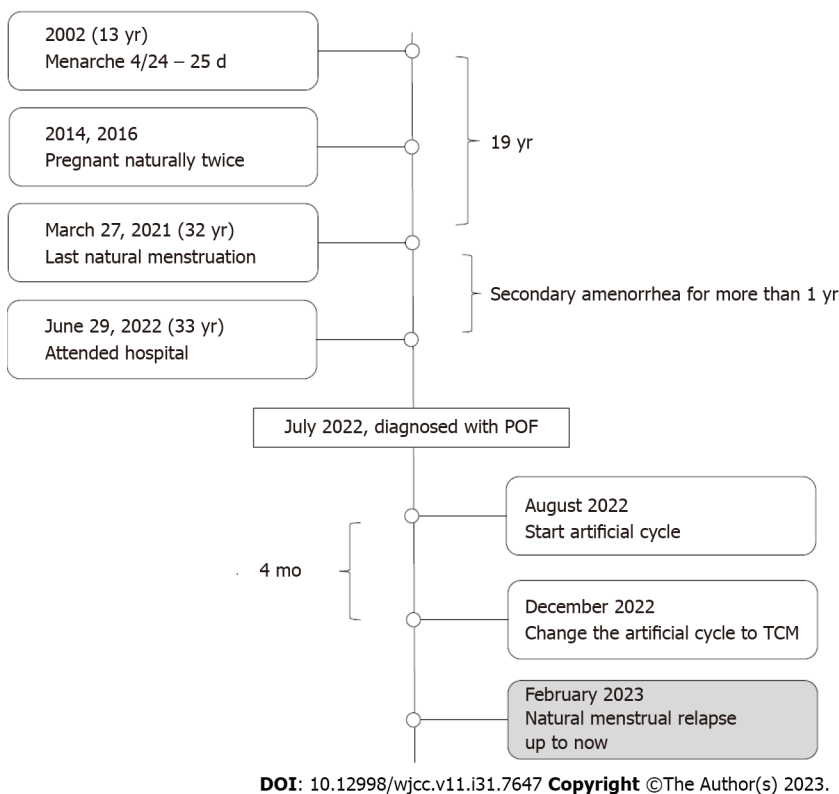 2002 (13 yr)
Menarche 4/24 – 25 d
2014, 2016
Pregnant naturally twice
19 yr
March 27, 2021 (32 yr)
Last natural menstruation
Secondary amenorrhea for more than 1 yr
June 29, 2022 (33 yr)
Attended hospital
July 2022, diagnosed with POF
August 2022
Start artificial cycle
4 mo
December 2022
Change the artificial cycle to TCM
February 2023
Natural menstrual relapse
up to now
DOI: 10.12998/wjcc.v11.i31.7647 Copyright ©The Author(s) 2023.